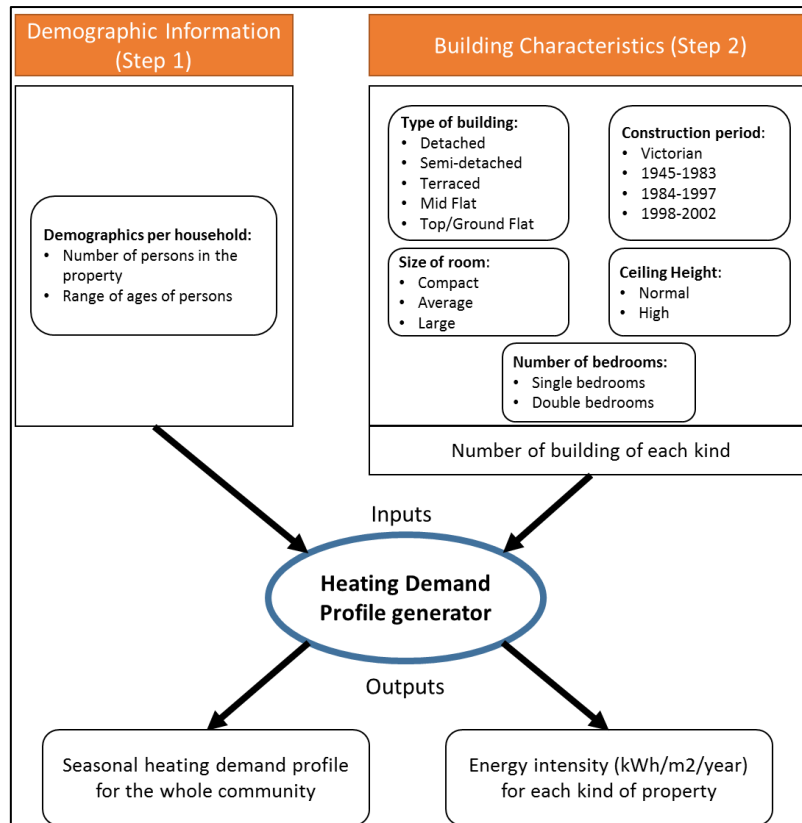 Demographic Information
(Step 1)
Building Characteristics (Step 2)
Demographics per household:
• Number of persons in the
property
• Range of ages of persons
Type of building:
• Detached
• Semi-detached
• Terraced
• Mid Flat
• Top/Ground Flat
Construction period:
• Victorian
• 1945-1983
• 1984-1997
• 1998-2002
Size of room:
• Compact
• Average
• Large
Ceiling Height:
• Normal
• High
Number of bedrooms:
• Single bedrooms
• Double bedrooms
Number of building of each kind
Inputs
Heating Demand
Profile generator
Outputs
Seasonal heating demand profile
for the whole community
Energy intensity (kWh/m2/year)
for each kind of property